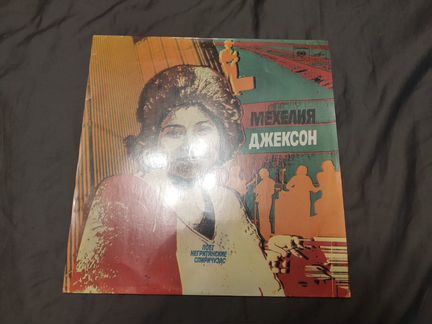 МЕХЕЛИЯ
ДЖЕКСОН
ПОЕТ
НЕГРИТЯНСКИЕ
СПИРИЧУЭЛС